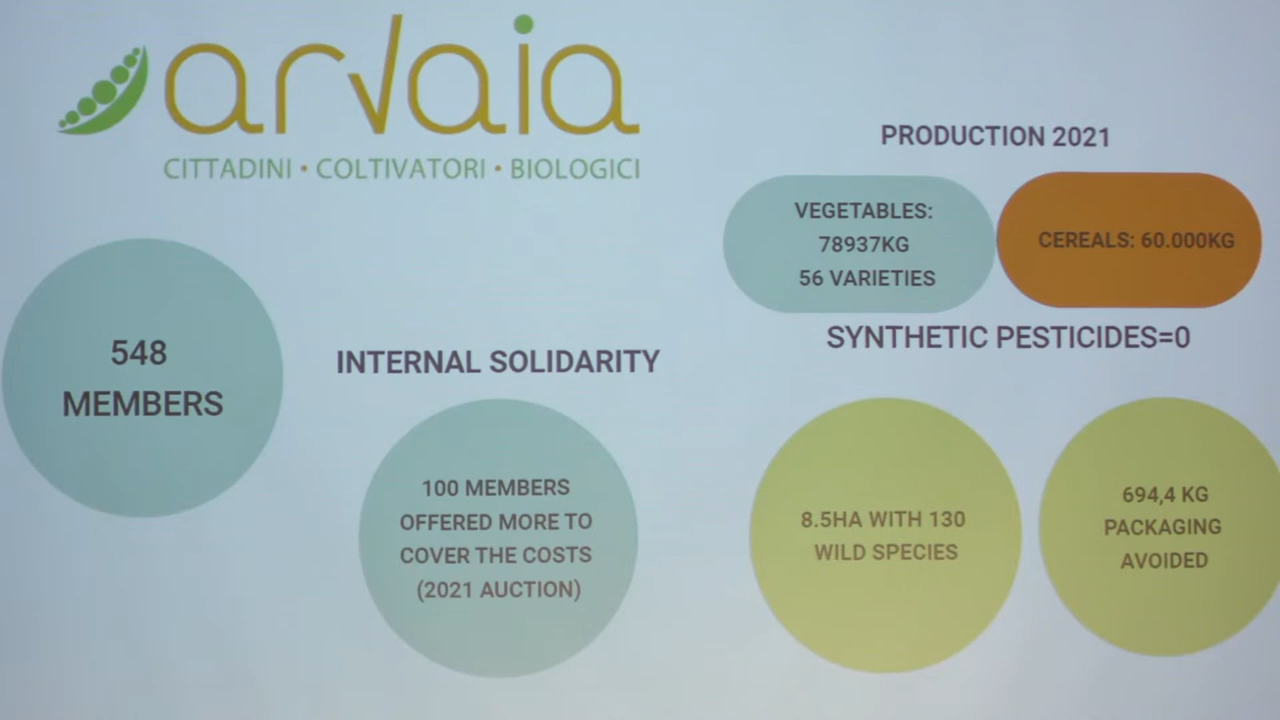 arvaia
CITTADINI • COLTIVATORI • BIOLOGICI
548
MEMBERS
INTERNAL SOLIDARITY
100 MEMBERS
OFFERED MORE TO
COVER THE COSTS
(2021 AUCTION)
PRODUCTION 2021
VEGETABLES:
78937KG
56 VARIETIES
CEREALS: 60.000KG
SYNTHETIC PESTICIDES=0
8.5HA WITH 130
WILD SPECIES
694,4 KG
PACKAGING
AVOIDED